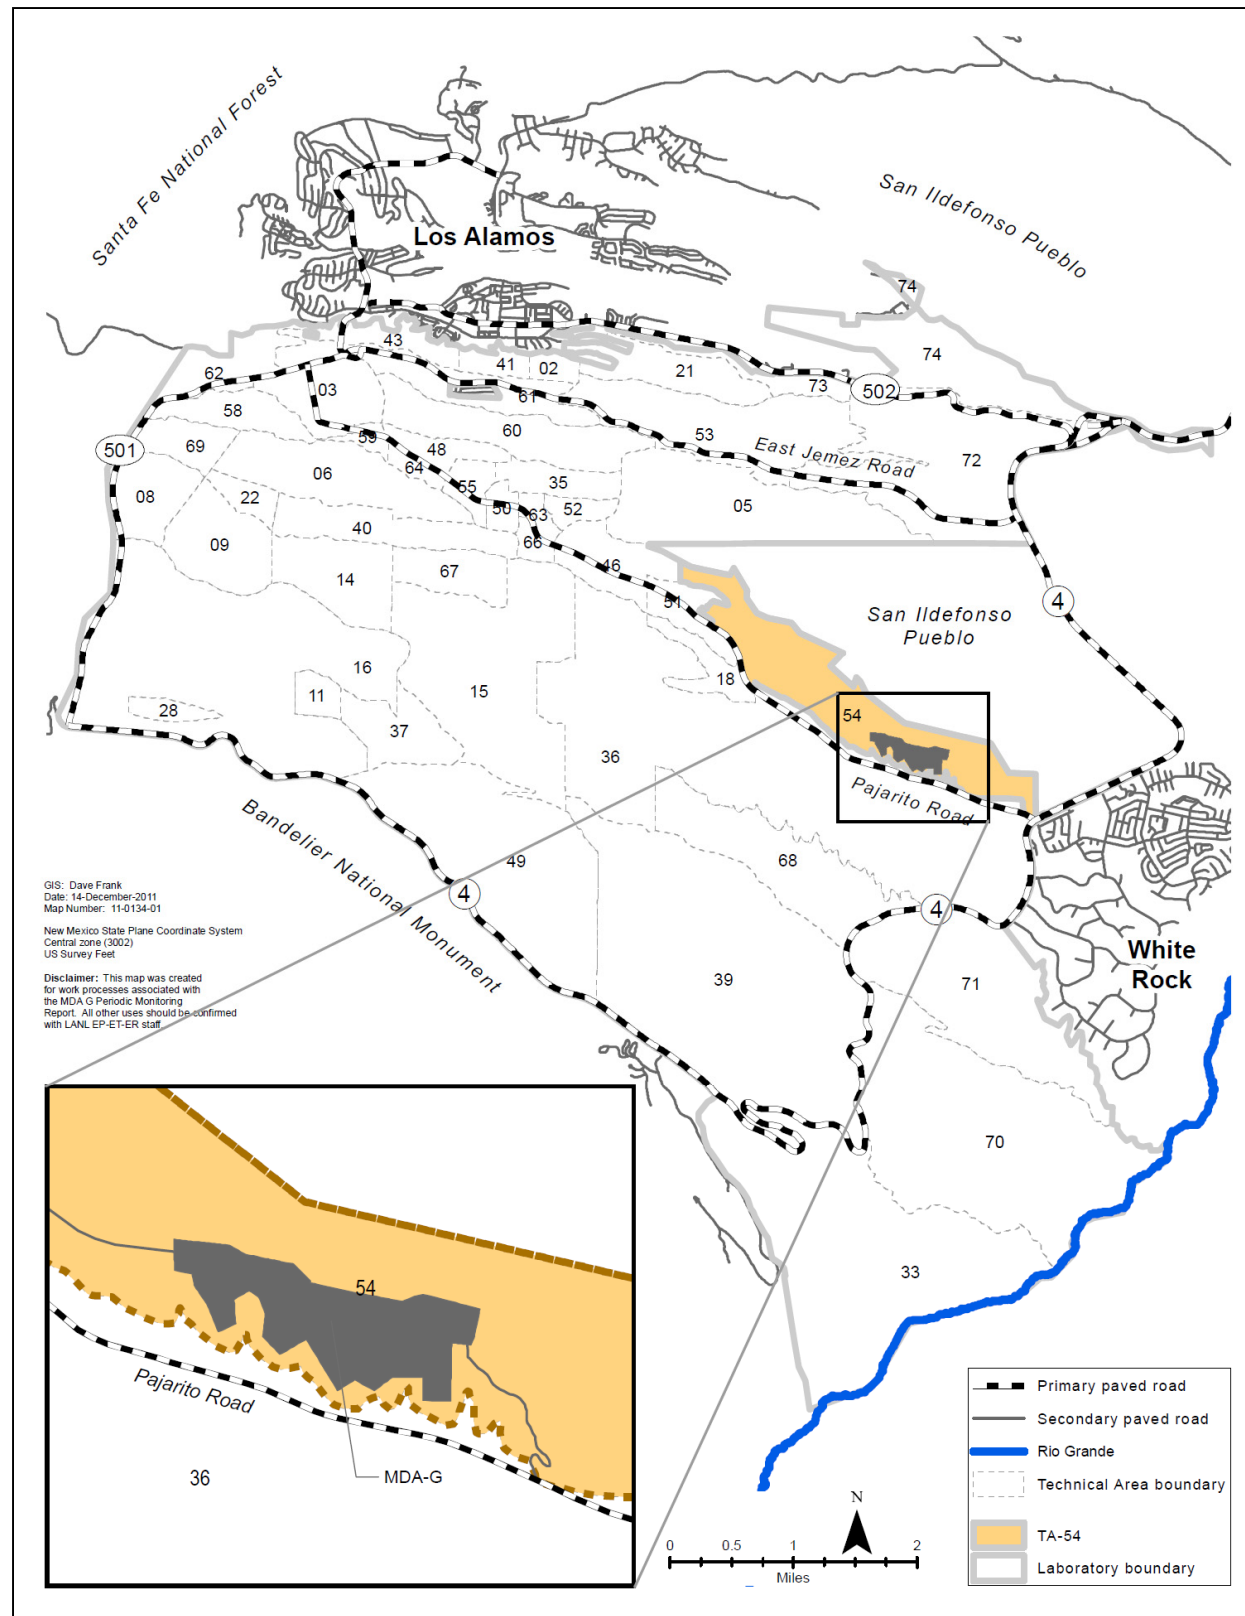 Santa Fe National Forest
San Ildefonso Pueblo
Los Alamos
74
74
43
41
02
21
73
502
62
03
61
58
59
60
53
East Jemez Road
72
501
69
48
64
06
35
08
22
55
50
63
52
05
40
66
09
14
67
46
51
San Ildefonso
Pueblo
4
16
11
15
18
28
37
36
54
Pajarito Road
Bandelier National Monument
49
4
68
4
39
71
White
Rock
GIS: Dave Frank
Date: 14-December-2011
Map Number: 11-0134-01
New Mexico State Plane Coordinate System
Central zone (3002)
US Survey Feet
Disclaimer: This map was created
for work processes associated with
the MDA G Periodic Monitoring
Report. All other uses should be confirmed
with LANL EP-ET-ER staff.
70
33
54
Pajarito Road
MDA-G
36
N
0 0.5 1 2
Miles
Primary paved road
Secondary paved road
Rio Grande
Technical Area boundary
TA-54
Laboratory boundary